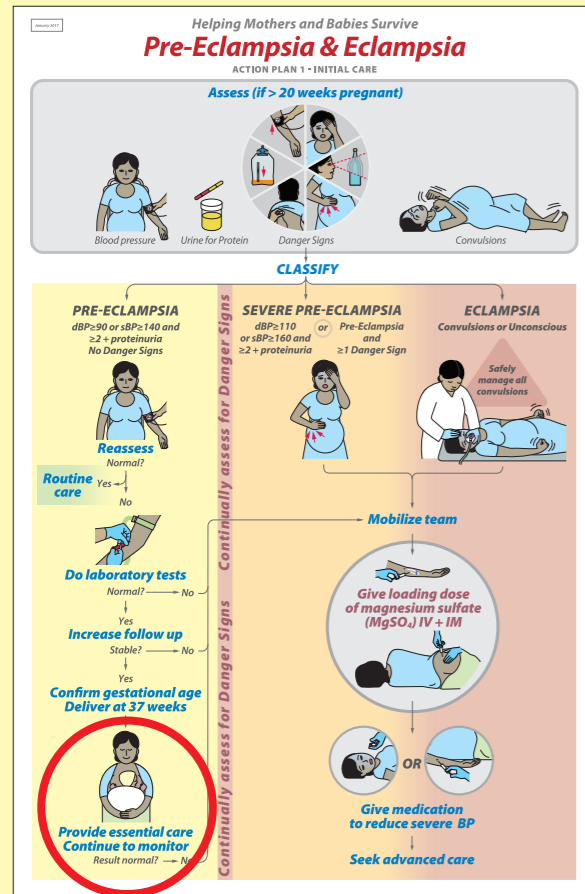 January 2017
Helping Mothers and Babies Survive
Pre-Eclampsia & Eclampsia
ACTION PLAN 1 - INITIAL CARE
Assess (if > 20 weeks pregnant)
Blood pressure
Urine for Protein
Danger Signs
Convulsions
CLASSIFY
PRE-ECLAMPSIA
dBP≥90 or sBP≥140 and
≥2 + proteinuria
No Danger Signs
Reassess
Normal?
Yes
Routine
care
No
Do laboratory tests
Normal?
No
Yes
Increase follow up
Stable?
No
Yes
Confirm gestational age
Deliver at 37 weeks
Provide essential care
Continue to monitor
Result normal?
No
Continually assess for Danger Signs
Continually assess for Danger Signs
SEVERE PRE-ECLAMPSIA
dBP≥110
or sBP≥160 and
≥2 + proteinuria
or
Pre-Eclampsia
and
≥1 Danger Sign
ECLAMPSIA
Convulsions or Unconscious
Safely
manage all
convulsions
Mobilize team
Give loading dose
of magnesium sulfate
(MgSO₄) IV + IM
OR
Give medication
to reduce severe BP
Seek advanced care